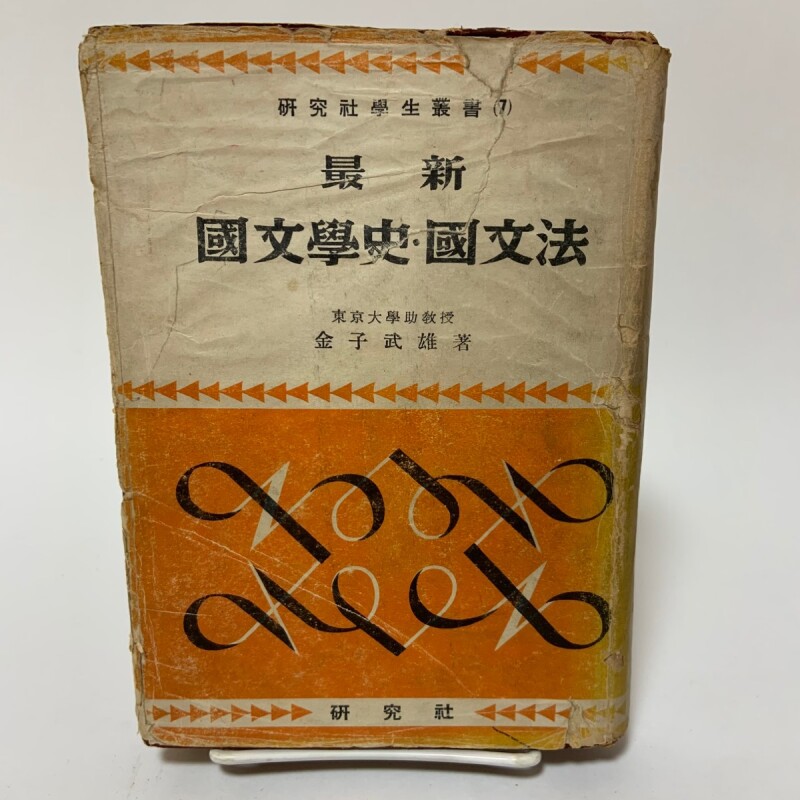 研究社學生叢書(7)
最新
國文學史·國文法
東京大學助教授
金子武雄著
研究社